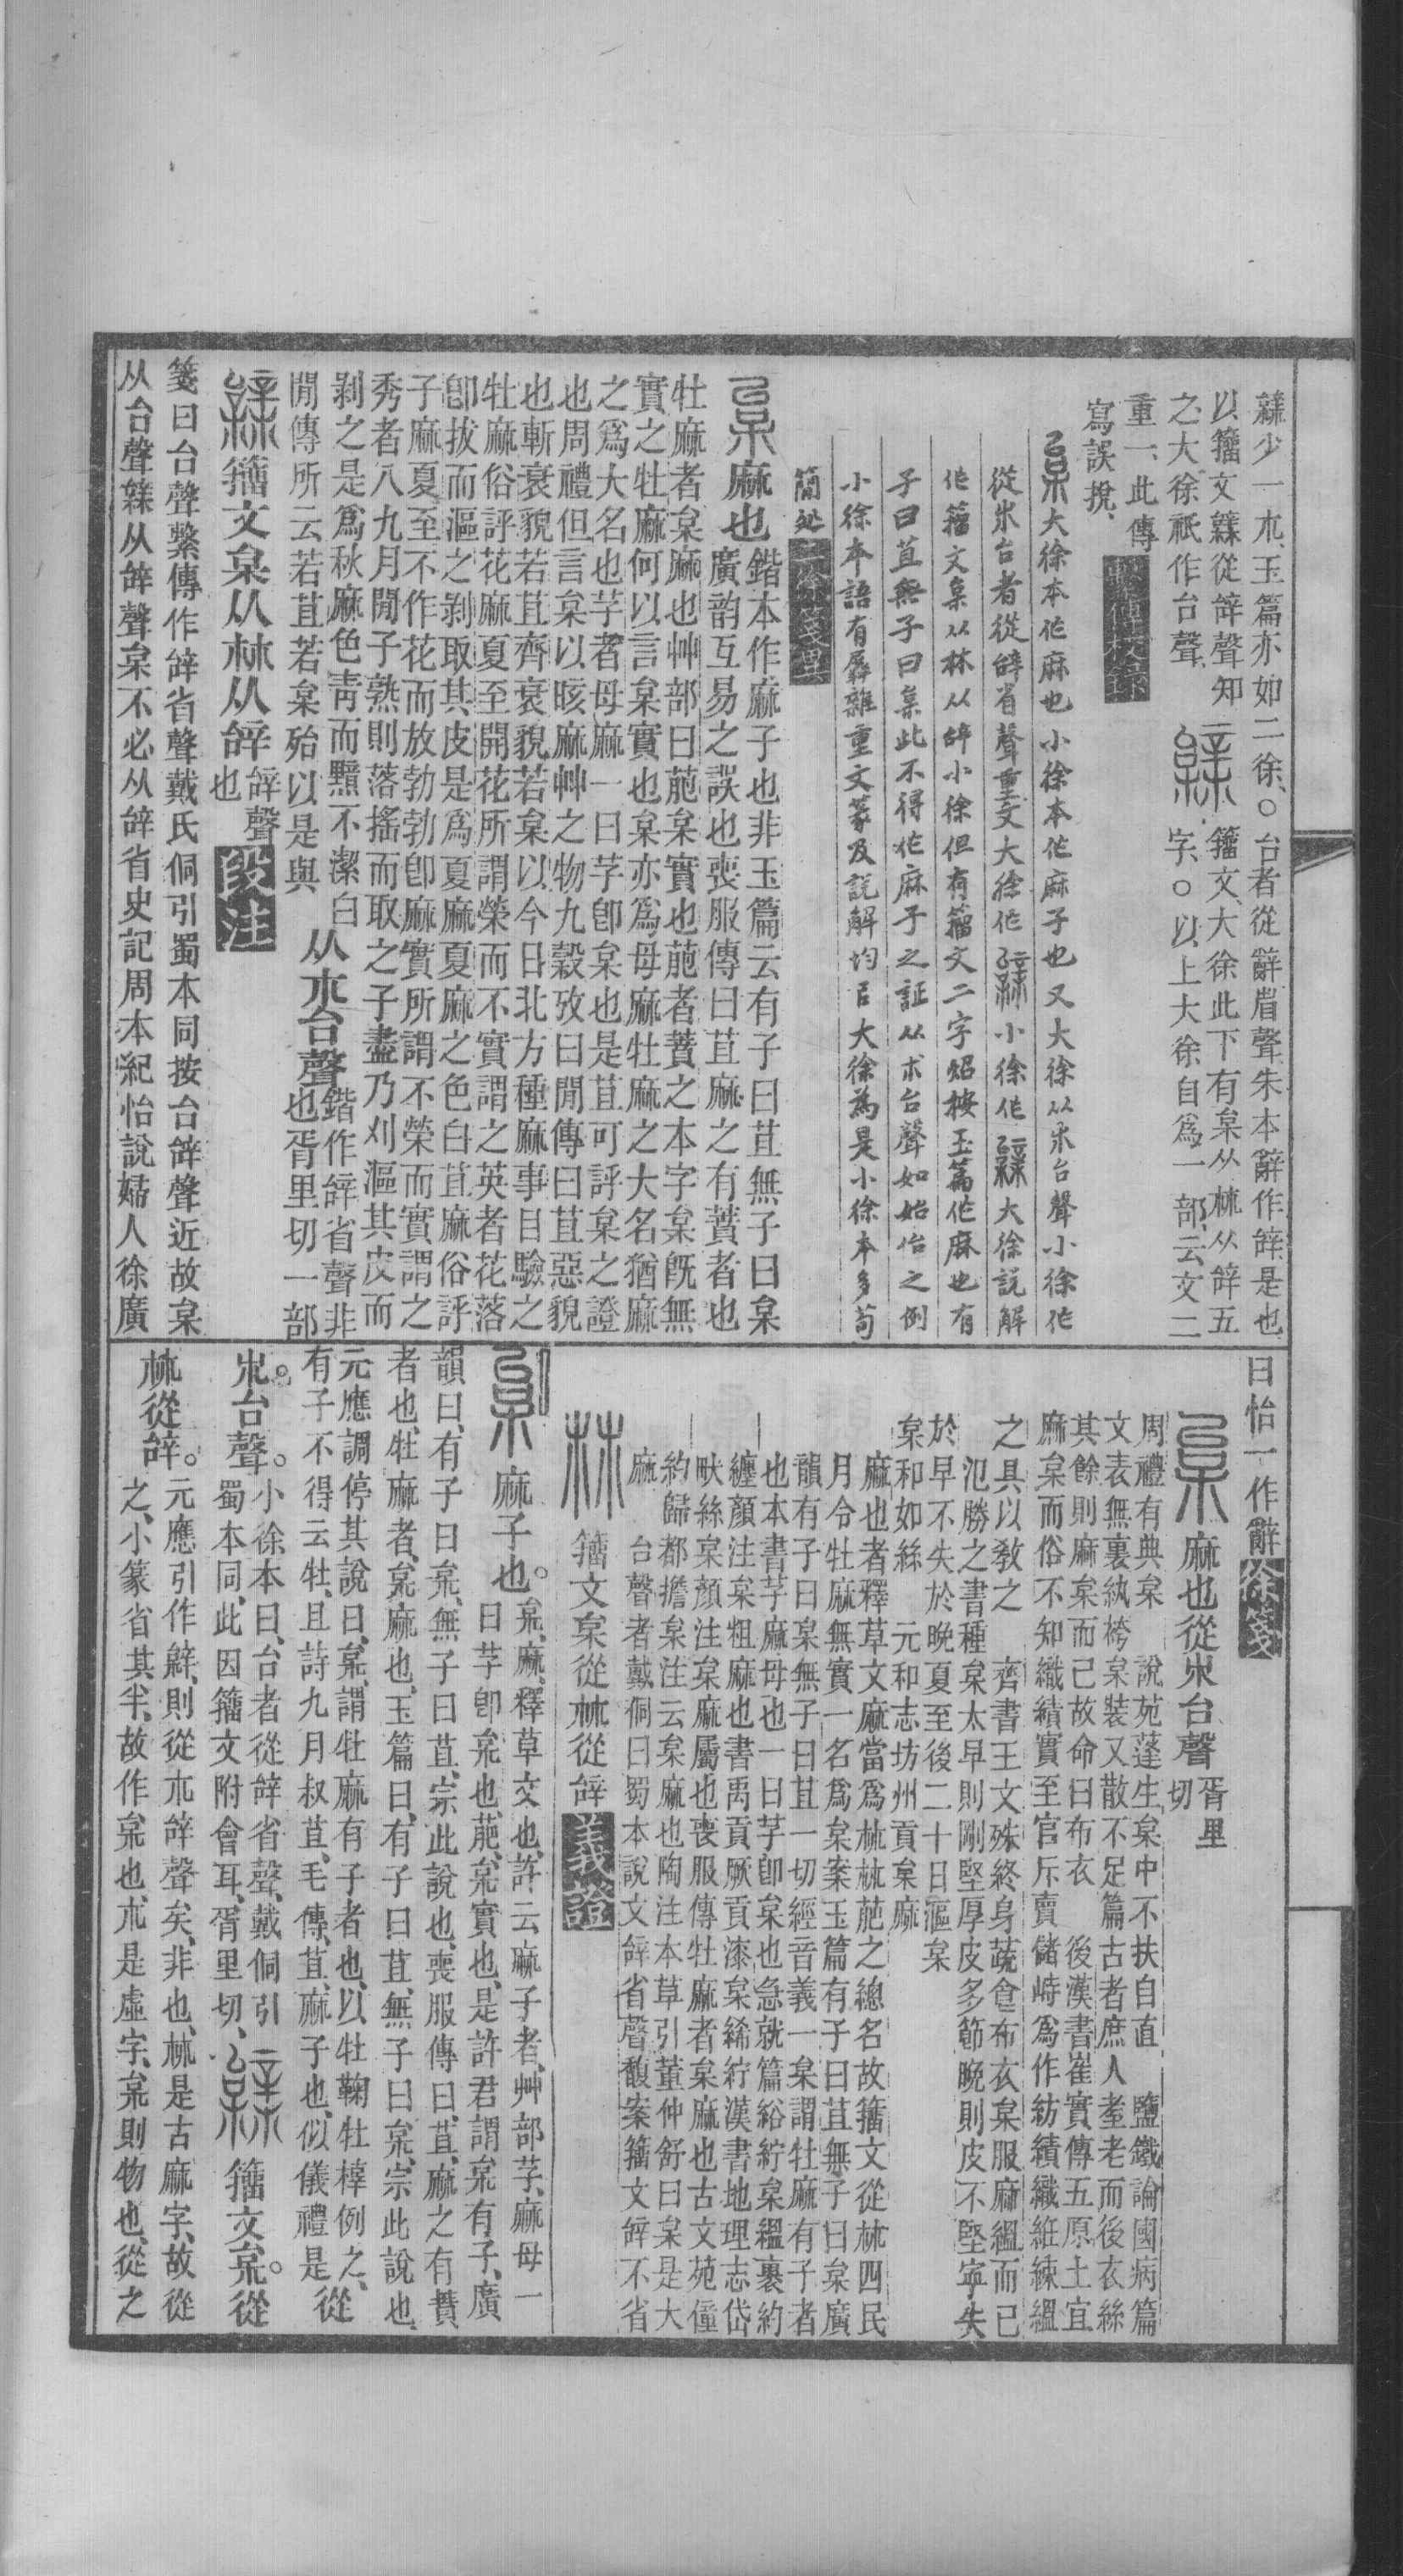 𦃃少一朩、玉篇亦如二徐、○台者從辭省聲、朱本辭作辝、是也
以籒文𦃃從辝聲知
之、大徐祇作台聲、
籒文、大徐此下有枲从𣏟从辝五
字、○以上大徐自爲一部、云文二
重一、此傳
寫誤挩、
繫傳校錄
大徐本作麻也小徐本作麻子也又大徐从朩台聲小徐作
從朩台者從辝省聲重文大徐作 小徐作 大徐說解
作籒文枲从𣏟从辝小徐但有籒文二字炤按玉篇作麻也有
子曰苴無子曰枲此不得作麻子之証从朩台聲如始佁之例
小徐本語有羼雜重文篆及說解均以大徐爲是小徐本多苟
簡処
二徐箋異
麻也
鍇本作麻子也非玉篇云有子曰苴無子曰枲
廣韵互易之誤也喪服傳曰苴麻之有蕡者也
牡麻者枲麻也艸部曰萉枲實也萉者蕡之本字枲旣無
實之牡麻何以言枲實也枲亦爲母麻牡麻之大名猶麻
之爲大名也芓者母麻一曰芓卽枲也是苴可評枲之證
也周禮但言枲以晐麻艸之物九穀攷曰閒傳曰苴惡貌
也斬衰貌若苴齊衰貌若枲以今日北方種麻事目驗之
牡麻俗評花麻夏至開花所謂榮而不實謂之英者花落
卽拔而漚之剝取其皮是爲夏麻夏麻之色白苴麻俗評
子麻夏至不作花而放勃勃卽麻實所謂不榮而實謂之
秀者八九月閒子熟則落搖而取之子盡乃刈漚其皮而
剝之是爲秋麻色靑而黯不潔白
閒傳所云若苴若枲殆以是與
从朩台聲
鍇作辝省聲非
也胥里切一部
籒文枲从𣏟从辝
辝聲
也
段注
箋曰台聲繫傳作辝省聲戴氏侗引蜀本同按台辝聲近故枲
从台聲𦃃从辝聲枲不必从辝省史記周本紀怡說婦人徐廣
曰怡一作辭
徐箋
麻也從朩台聲
胥里
切
周禮有典枲　說苑蓬生枲中不扶自直　鹽鐵論國病篇
文表無裏紈袴枲裝又散不足篇古者庶人耋老而後衣絲
其餘則麻枲而已故命曰布衣　後漢書崔寔傳五原土宜
麻枲而俗不知織績實至官斥賣儲峙爲作紡績織絍練縕
之具以敎之　齊書王文殊終身蔬食布衣枲服麻縕而已
氾勝之書種枲太早則剛堅厚皮多節晚則皮不堅寧失
於早不失於晚夏至後二十日漚枲
枲和如絲　元和志坊州貢枲麻
麻也者釋草文麻當爲𣏟𣏟萉之總名故籒文從𣏟四民
月令牡麻無實一名爲枲案玉篇有子曰苴無子曰枲廣
韻有子曰枲無子曰苴一切經音義一枲謂牡麻有子者
也本書芓麻母也一曰芓卽枲也急就篇綌紵枲縕裹約
纏顏注枲粗麻也書禹貢厥貢漆枲絺紵漢書地理志岱
畎絲枲顏注枲麻屬也喪服傳牡麻者枲麻也古文苑僮
約歸都擔枲注云枲麻也陶注本草引董仲舒曰枲是大
麻　台聲者戴侗曰蜀本說文辝省聲馥案籒文辝不省
籒文枲從𣏟從辝
義證
麻子也。
枲、麻、釋草文也、許云麻子者、艸部芓、麻母一
曰芓卽枲也、萉、枲實也、是許君謂枲有子、廣
韻曰、有子曰枲、無子曰苴、宗此說也、喪服傳曰、苴、麻之有蕡
者也、牡麻者、枲麻也、玉篇曰、有子曰苴、無子曰枲、宗此說也、
元應調停其說曰、枲、謂牡麻有子者也、以牡鞠牡橭例之、
有子不得云牡、且詩九月叔苴、毛傳、苴、麻子也、似儀禮是
從
朩。台聲。
小徐本曰、台者從辝省聲、戴侗引
蜀本同、此因籒文附會耳、胥里切、
籒文枲。從
𣏟從辝。
元應引作辭、則從朩辝聲矣、非也、𣏟是古麻字、故從
之、小篆省其半、故作枲也、朩是虛字、枲則物也、從之